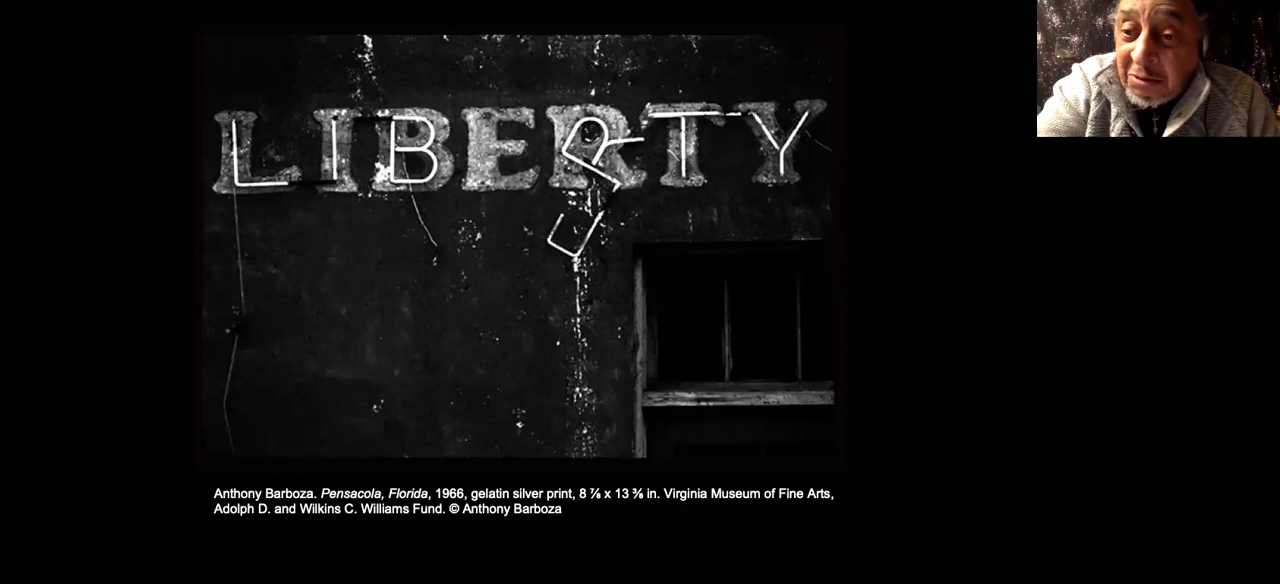 LIBERTY
Anthony Barboza. Pensacola, Florida, 1966, gelatin silver print, 8 ⅞ x 13 ⅜ in. Virginia Museum of Fine Arts,
Adolph D. and Wilkins C. Williams Fund. © Anthony Barboza